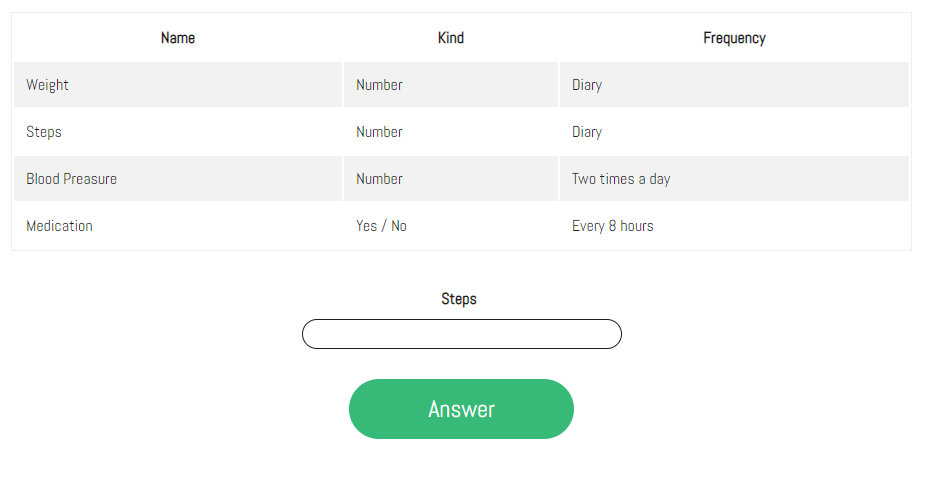 Name Kind Frequency
Weight Number Diary
Steps Number Diary
Blood Preasure Number Two times a day
Medication Yes / No Every 8 hours
Steps
Answer